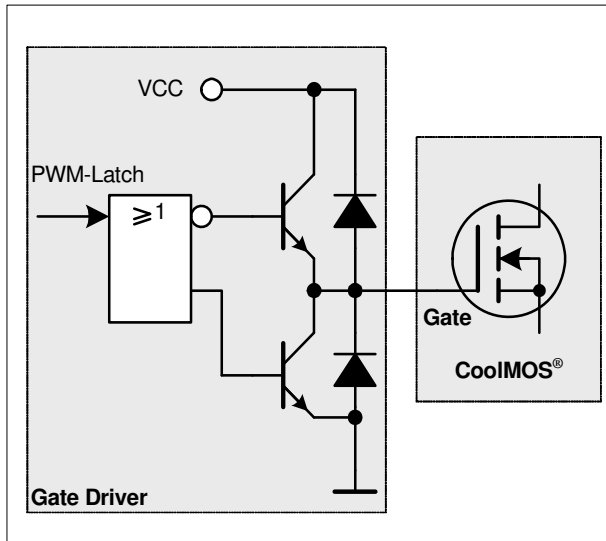 VCC
PWM-Latch
≥1
Gate
CoolMOS®
Gate Driver